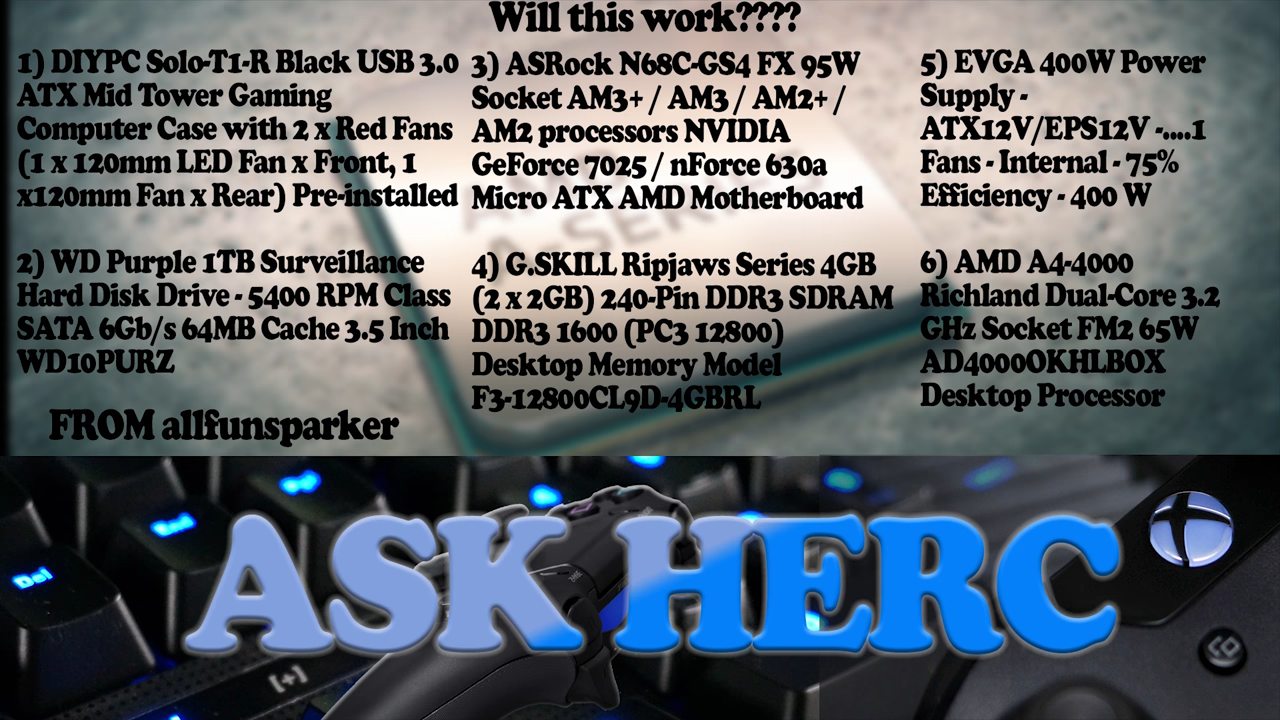 Will this work????
1) DIYPC Solo-T1-R Black USB 3.0
ATX Mid Tower Gaming
Computer Case with 2 x Red Fans
(1 x 120mm LED Fan x Front, 1
x120mm Fan x Rear) Pre-installed
2) WD Purple 1TB Surveillance
Hard Disk Drive - 5400 RPM Class
SATA 6Gb/s 64MB Cache 3.5 Inch
WD10PURZ
FROM allfunsparker
3) ASRock N68C-GS4 FX 95W
Socket AM3+ / AM3 / AM2+ /
AM2 processors NVIDIA
GeForce 7025 / nForce 630a
Micro ATX AMD Motherboard
4) G.SKILL Ripjaws Series 4GB
(2 x 2GB) 240-Pin DDR3 SDRAM
DDR3 1600 (PC3 12800)
Desktop Memory Model
F3-12800CL9D-4GBRL
5) EVGA 400W Power
Supply -
ATX12V/EPS12V -....1
Fans - Internal - 75%
Efficiency - 400 W
6) AMD A4-4000
Richland Dual-Core 3.2
GHz Socket FM2 65W
AD4000OKHLBOX
Desktop Processor
ASK HERC
End
Del
[+]